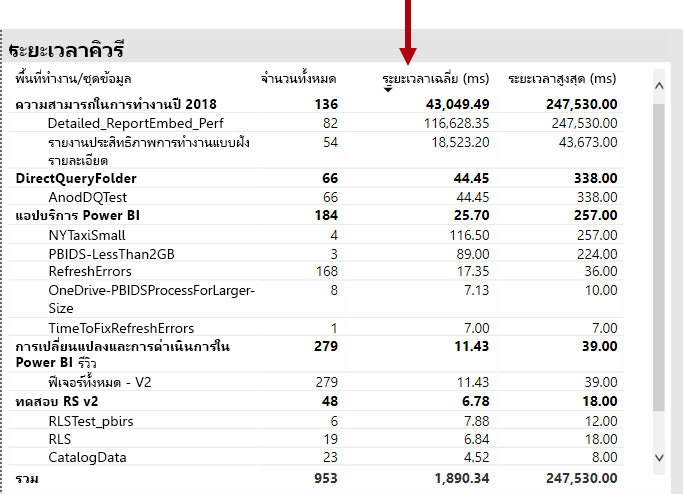 ระยะเวลาคิวรี
พื้นที่ทำงาน/ชุดข้อมูล จำนวนทั้งหมด ระยะเวลาเฉลี่ย (ms) ระยะเวลาสูงสุด (ms)
ความสามารถในการทำงานปี 2018 136 43,049.49 247,530.00
Detailed_ReportEmbed_Perf 82 116,628.35 247,530.00
รายงานประสิทธิภาพการทำงานแบบฝัง 54 18,523.20 43,673.00
รายละเอียด
DirectQueryFolder 66 44.45 338.00
AnodDQTest 66 44.45 338.00
แอปบริการ Power BI 184 25.70 257.00
NYTaxiSmall 4 116.50 257.00
PBIDS-LessThan2GB 3 89.00 224.00
RefreshErrors 168 17.35 36.00
OneDrive-PBIDSProcessForLarger- 8 7.13 10.00
Size
TimeToFixRefreshErrors 1 7.00 7.00
การเปลี่ยนแปลงและการดำเนินการใน 279 11.43 39.00
Power BI รีวิว
ฟีเจอร์ทั้งหมด - V2 279 11.43 39.00
ทดสอบ RS v2 48 6.78 18.00
RLSTest_pbirs 6 7.88 12.00
RLS 19 6.84 18.00
CatalogData 23 4.52 8.00
รวม 953 1,890.34 247,530.00